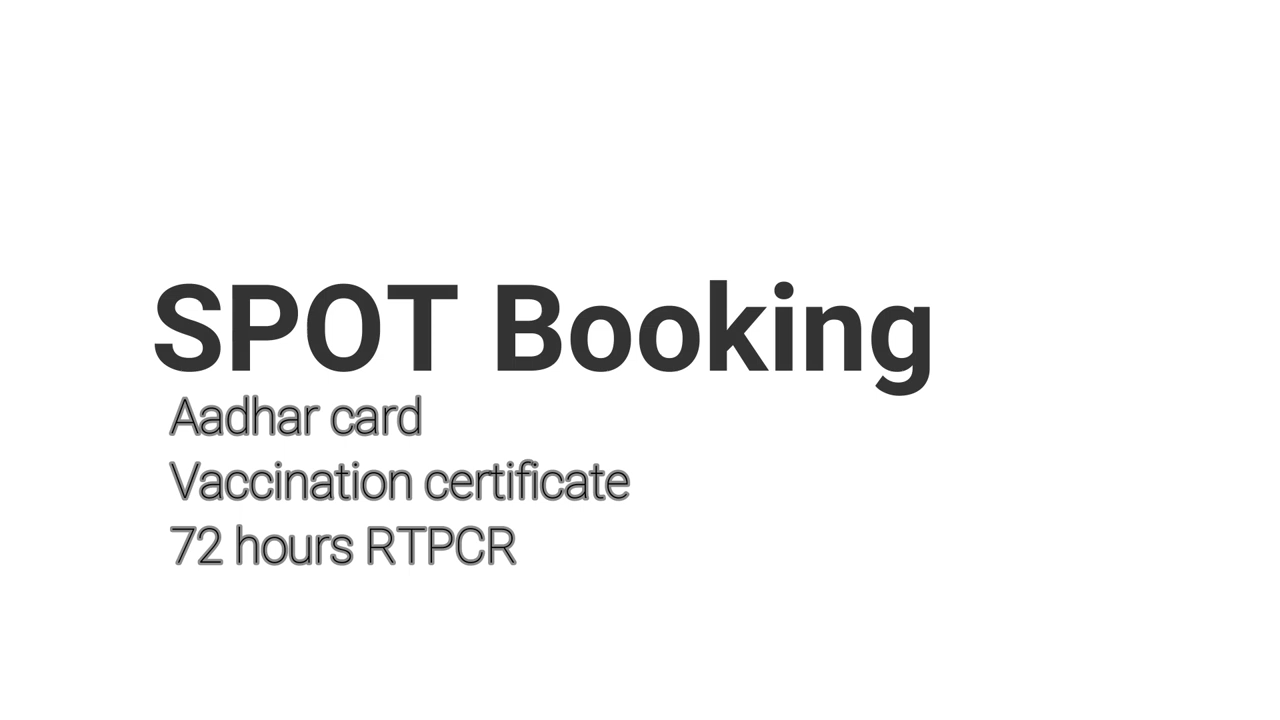 SPOT Booking
Aadhar card
Vaccination certificate
72 hours RTPCR